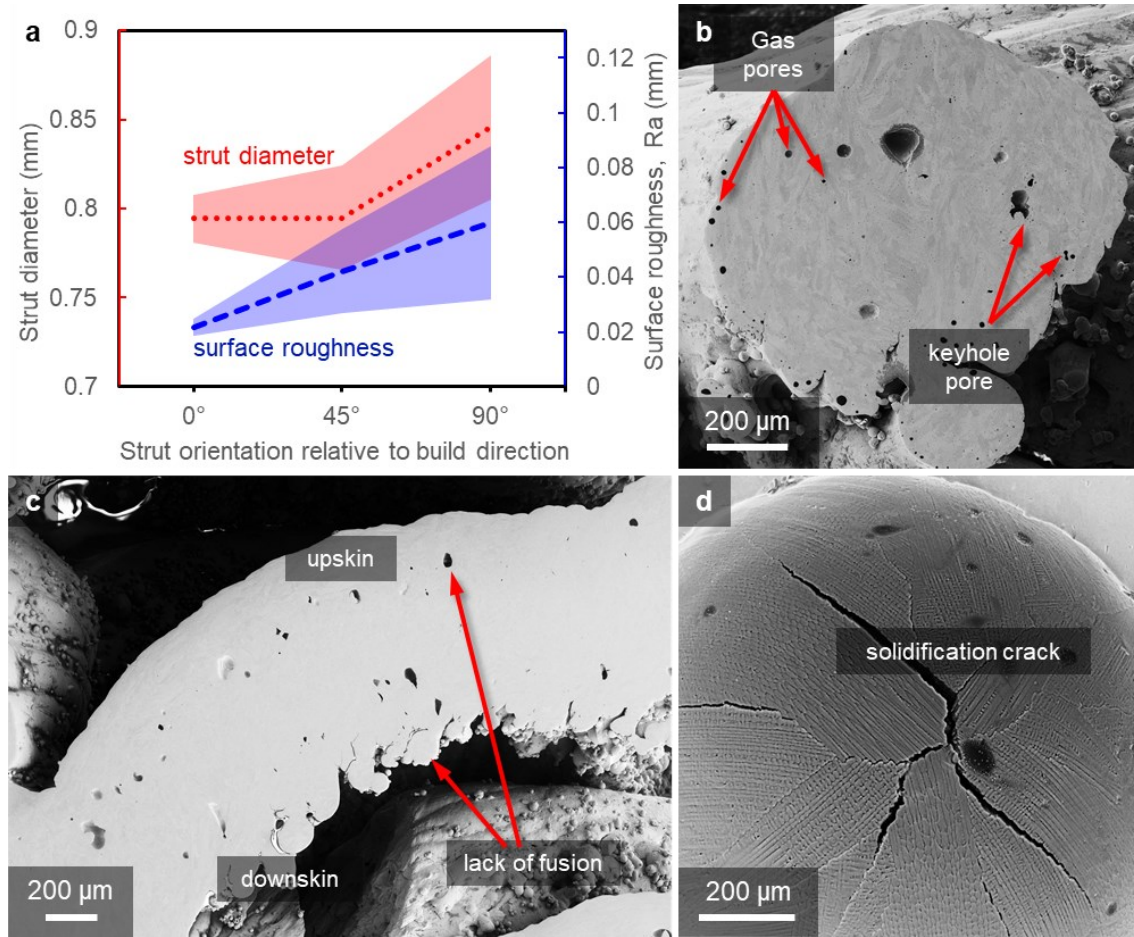 a
0.9
0.85
0.8
0.75
0.7
Strut diameter (mm)
strut diameter
surface roughness
0.12
0.1
0.08
0.06
0.04
0.02
0
Surface roughness, Ra (mm)
0° 45° 90°
Strut orientation relative to build direction
b
Gas
pores
keyhole
pore
200 µm
c
upskin
downskin
lack of fusion
200 µm
d
solidification crack
200 µm